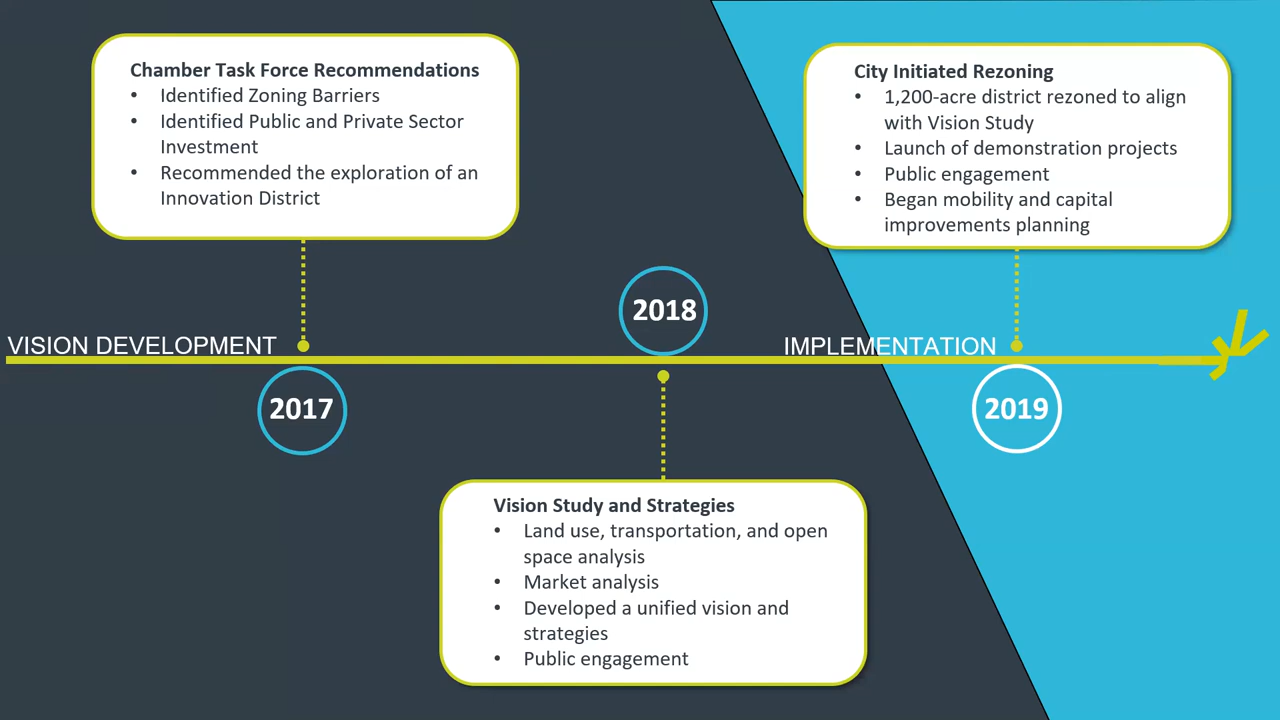 Chamber Task Force Recommendations
• Identified Zoning Barriers
• Identified Public and Private Sector
Investment
• Recommended the exploration of an
Innovation District
City Initiated Rezoning
• 1,200-acre district rezoned to align
with Vision Study
• Launch of demonstration projects
• Public engagement
• Began mobility and capital
improvements planning
2018
VISION DEVELOPMENT
IMPLEMENTATION
2017
2019
Vision Study and Strategies
• Land use, transportation, and open
space analysis
• Market analysis
• Developed a unified vision and
strategies
• Public engagement